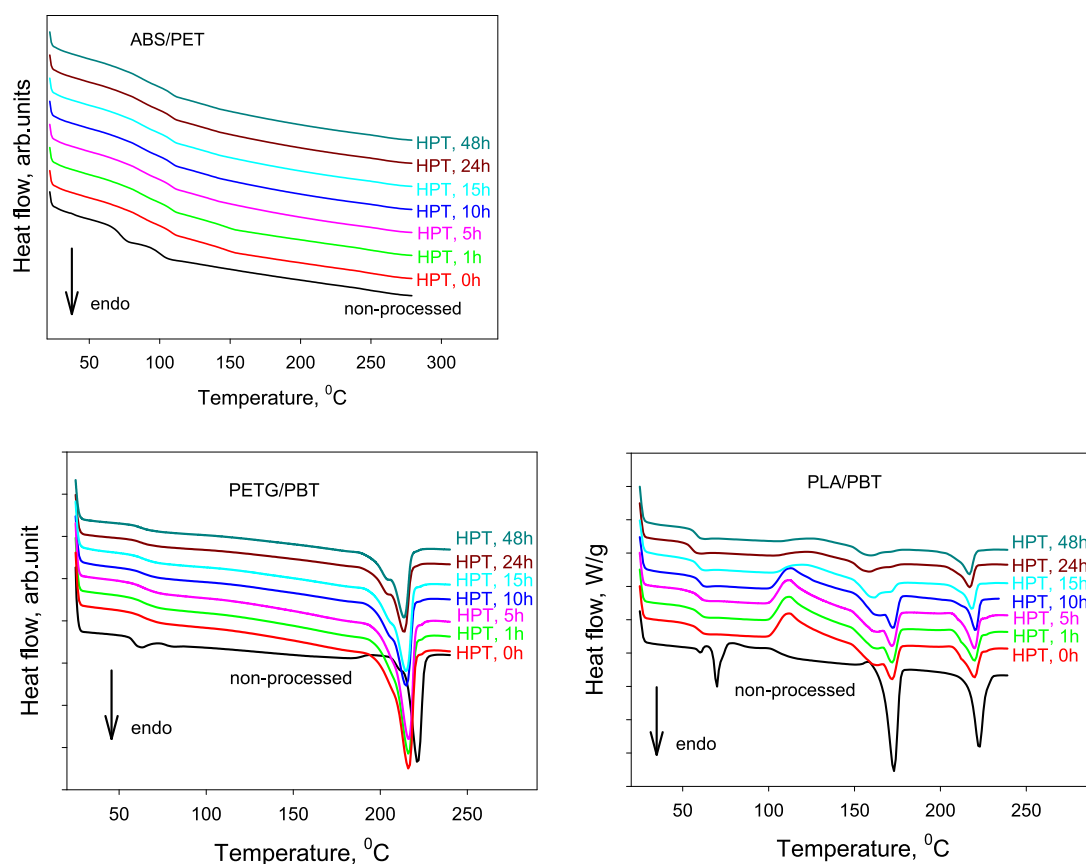 ABS/PET
Heat flow, arb.units
HPT, 48h
HPT, 24h
HPT, 15h
HPT, 10h
HPT, 5h
HPT, 1h
HPT, 0h
endo
non-processed
50 100 150 200 250 300
Temperature, ⁰C
PETG/PBT
Heat flow, arb.unit
HPT, 48h
HPT, 24h
HPT, 15h
HPT, 10h
HPT, 5h
HPT, 1h
HPT, 0h
non-processed
endo
50 100 150 200 250
Temperature, ⁰C
PLA/PBT
Heat flow, W/g
HPT, 48h
HPT, 24h
HPT, 15h
HPT, 10h
HPT, 5h
HPT, 1h
HPT, 0h
non-processed
endo
50 100 150 200 250
Temperature, ⁰C